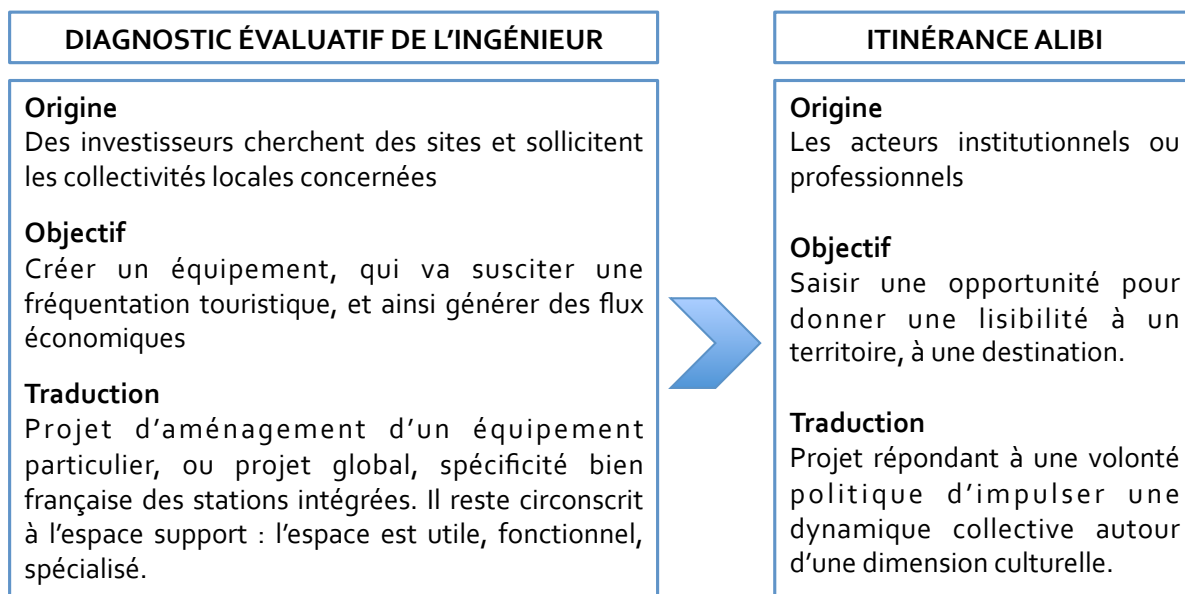 DIAGNOSTIC ÉVALUATIF DE L’INGÉNIEUR
Origine
Des investisseurs cherchent des sites et sollicitent
les collectivités locales concernées
Objectif
Créer un équipement, qui va susciter une
fréquentation touristique, et ainsi générer des flux
économiques
Traduction
Projet d’aménagement d’un équipement
particulier, ou projet global, spécificité bien
française des stations intégrées. Il reste circonscrit
à l’espace support : l’espace est utile, fonctionnel,
spécialisé.
ITINÉRANCE ALIBI
Origine
Les acteurs institutionnels ou
professionnels
Objectif
Saisir une opportunité pour
donner une lisibilité à un
territoire, à une destination.
Traduction
Projet répondant à une volonté
politique d’impulser une
dynamique collective autour
d’une dimension culturelle.